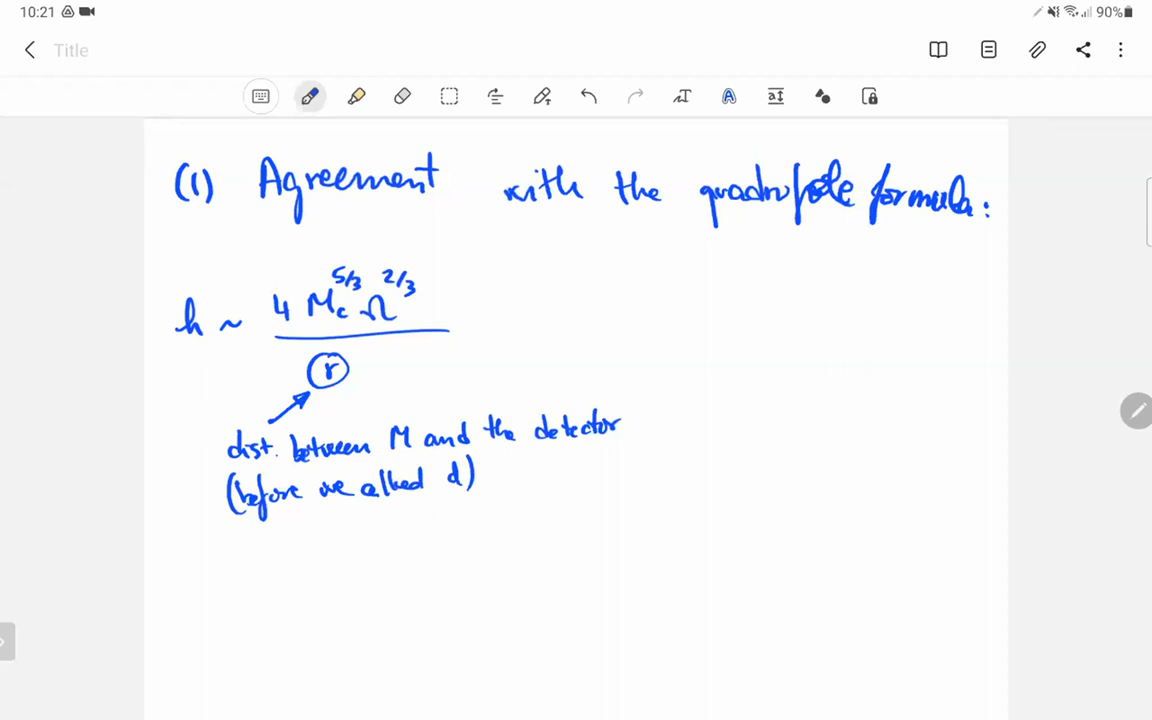 10:21
90%
Title
(1) Agreement with the quadrupole formula:
h ~ 4 Mc^5/3 Ω^2/3
r
dist. between M and the detector
(before we called d)